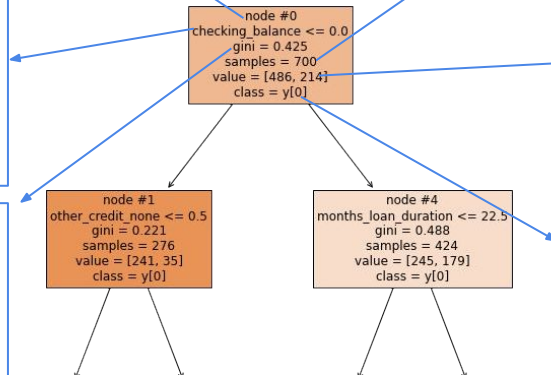 node #0
checking_balance <= 0.0
gini = 0.425
samples = 700
value = [486, 214]
class = y[0]
node #1
other_credit_none <= 0.5
gini = 0.221
samples = 276
value = [241, 35]
class = y[0]
node #4
months_loan_duration <= 22.5
gini = 0.488
samples = 424
value = [245, 179]
class = y[0]